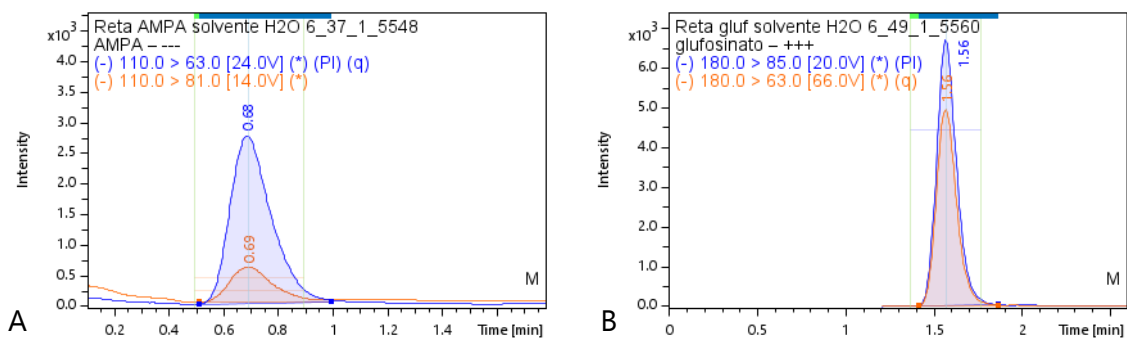 Reta AMPA solvente H2O 6_37_1_5548
AMPA – ---
(-) 110.0 > 63.0 [24.0V] (*) (PI) (q)
(-) 110.0 > 81.0 [14.0V] (*)
x10³
4.0
3.5
3.0
2.5
2.0
1.5
1.0
0.5
0.0
Intensity
0.68
0.69
M
0.2
0.4
0.6
0.8
1
1.2
1.4
1.6
Time [min]
A
Reta gluf solvente H2O 6_49_1_5560
glufosinato – +++
(-) 180.0 > 85.0 [20.0V] (*) (PI)
(-) 180.0 > 63.0 [66.0V] (*) (q)
x10³
6.0
5.0
4.0
3.0
2.0
1.0
0.0
Intensity
1.56
1.56
M
0
0.5
1
1.5
2
Time [min]
B